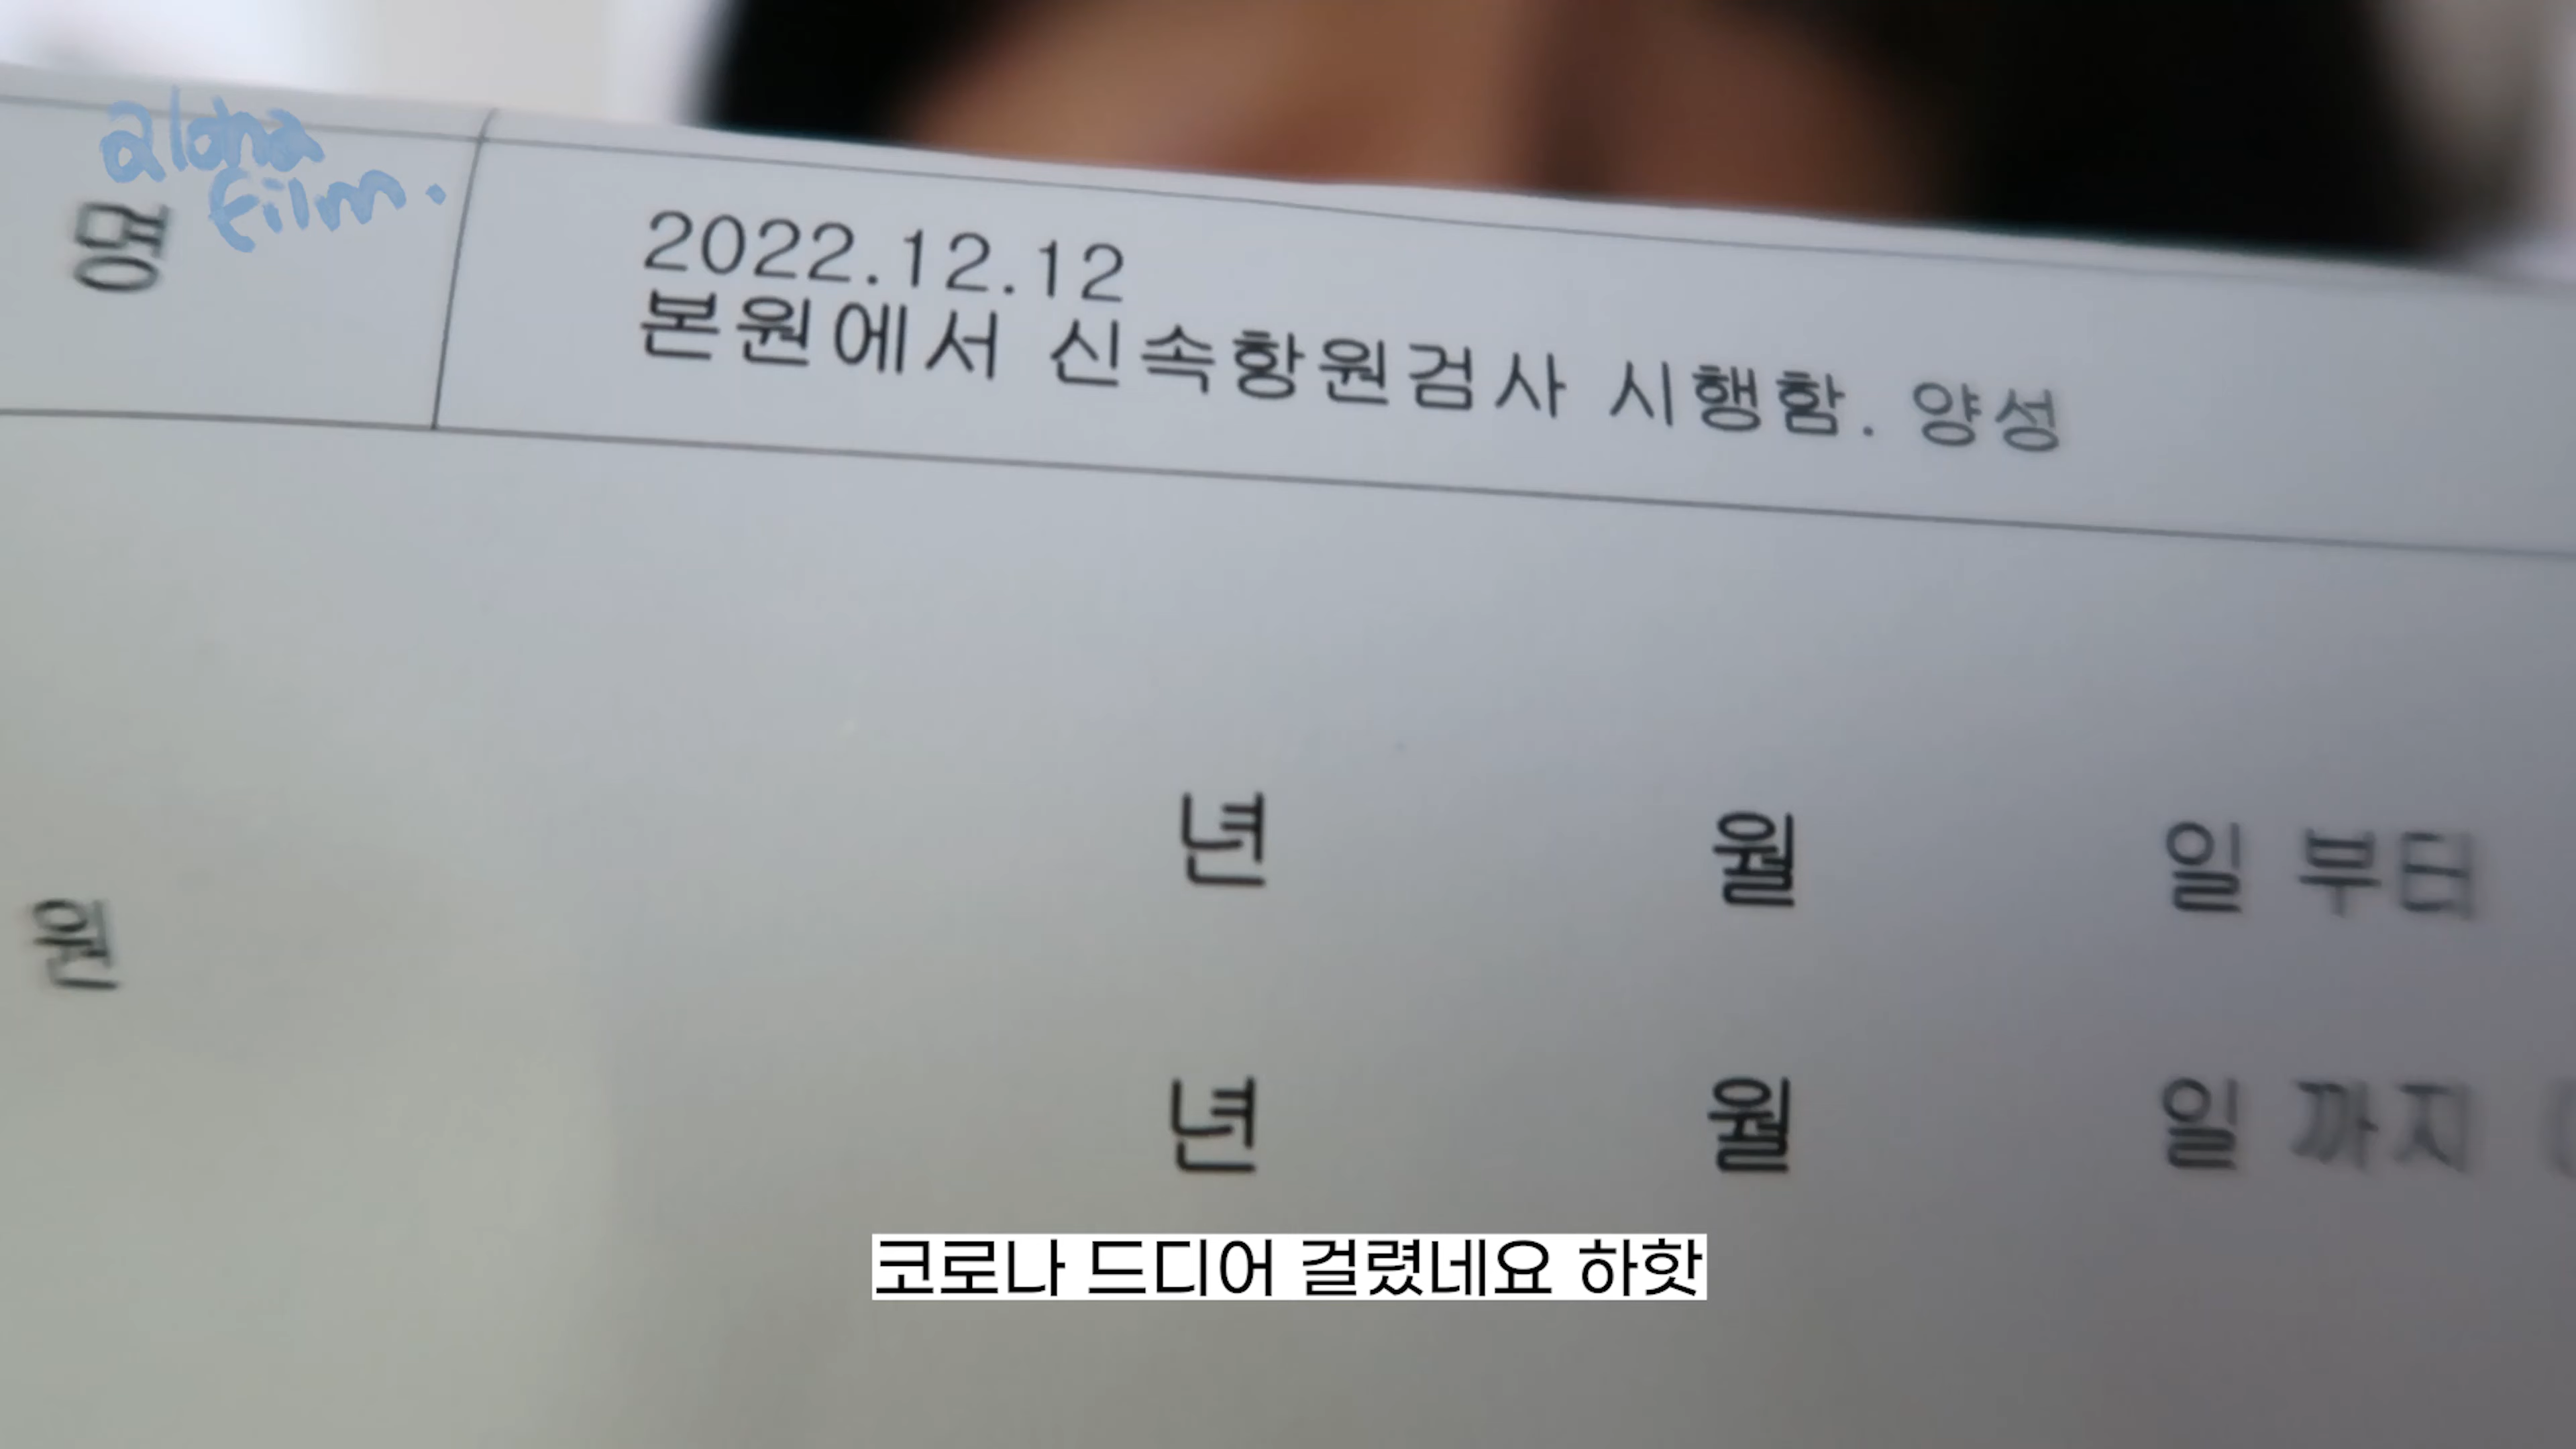 aloha
film.
명
2022.12.12
본원에서 신속항원검사 시행함. 양성
년 월 일 부터
원
년 월 일 까지 (
코로나 드디어 걸렸네요 하핫